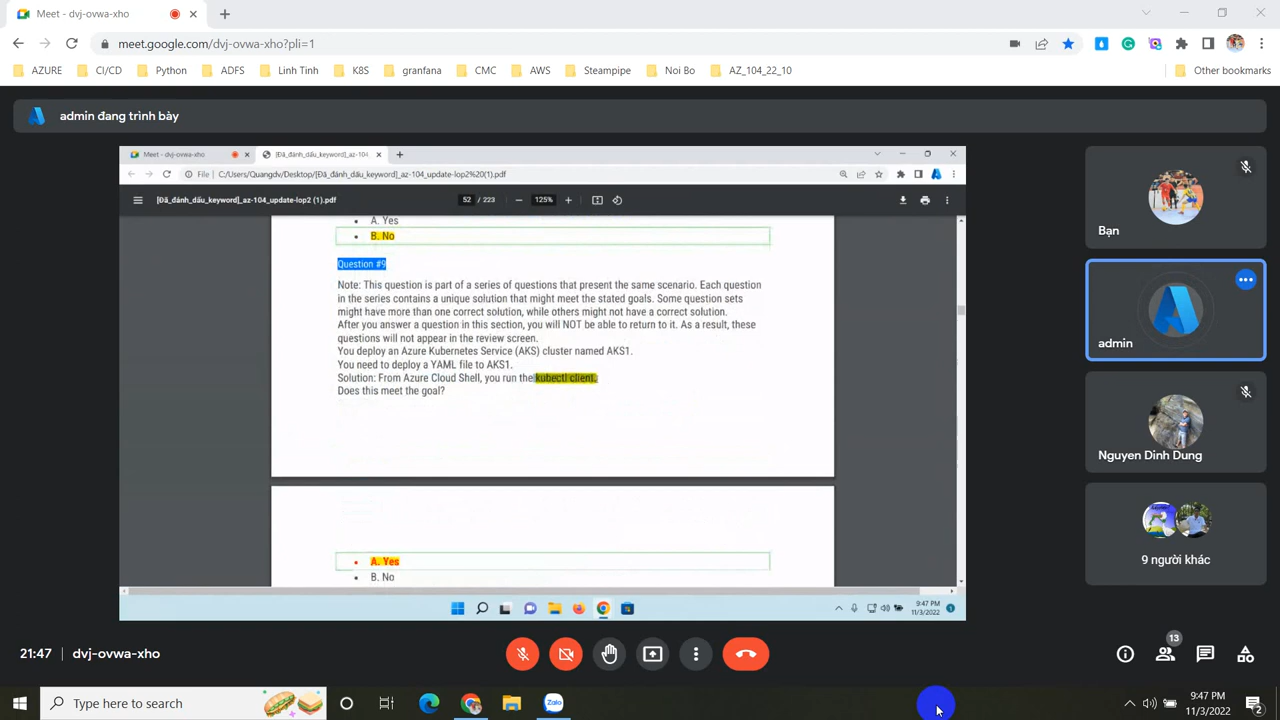 Meet - dvj-ovwa-xho
meet.google.com/dvj-ovwa-xho?pli=1
AZURE CI/CD Python ADFS Linh Tinh K8S granfana CMC AWS Steampipe Noi Bo AZ_104_22_10 Other bookmarks
admin đang trình bày
Meet - dvj-ovwa-xho [Đã_đánh_dấu_keyword]_az-104
File C:/Users/Quangdv/Desktop/[Đã_đánh_dấu_keyword]_az-104_update-lop2%20(1).pdf
[Đã_đánh_dấu_keyword]_az-104_update-lop2 (1).pdf 52 / 223 125%
A. Yes
B. No
Question #9
Note: This question is part of a series of questions that present the same scenario. Each question
in the series contains a unique solution that might meet the stated goals. Some question sets
might have more than one correct solution, while others might not have a correct solution.
After you answer a question in this section, you will NOT be able to return to it. As a result, these
questions will not appear in the review screen.
You deploy an Azure Kubernetes Service (AKS) cluster named AKS1.
You need to deploy a YAML file to AKS1.
Solution: From Azure Cloud Shell, you run the kubectl client.
Does this meet the goal?
A. Yes
B. No
9:47 PM
11/3/2022
1
Bạn
admin
Nguyen Dinh Dung
9 người khác
21:47 dvj-ovwa-xho
13
Type here to search
Zalo
9:47 PM
11/3/2022
2